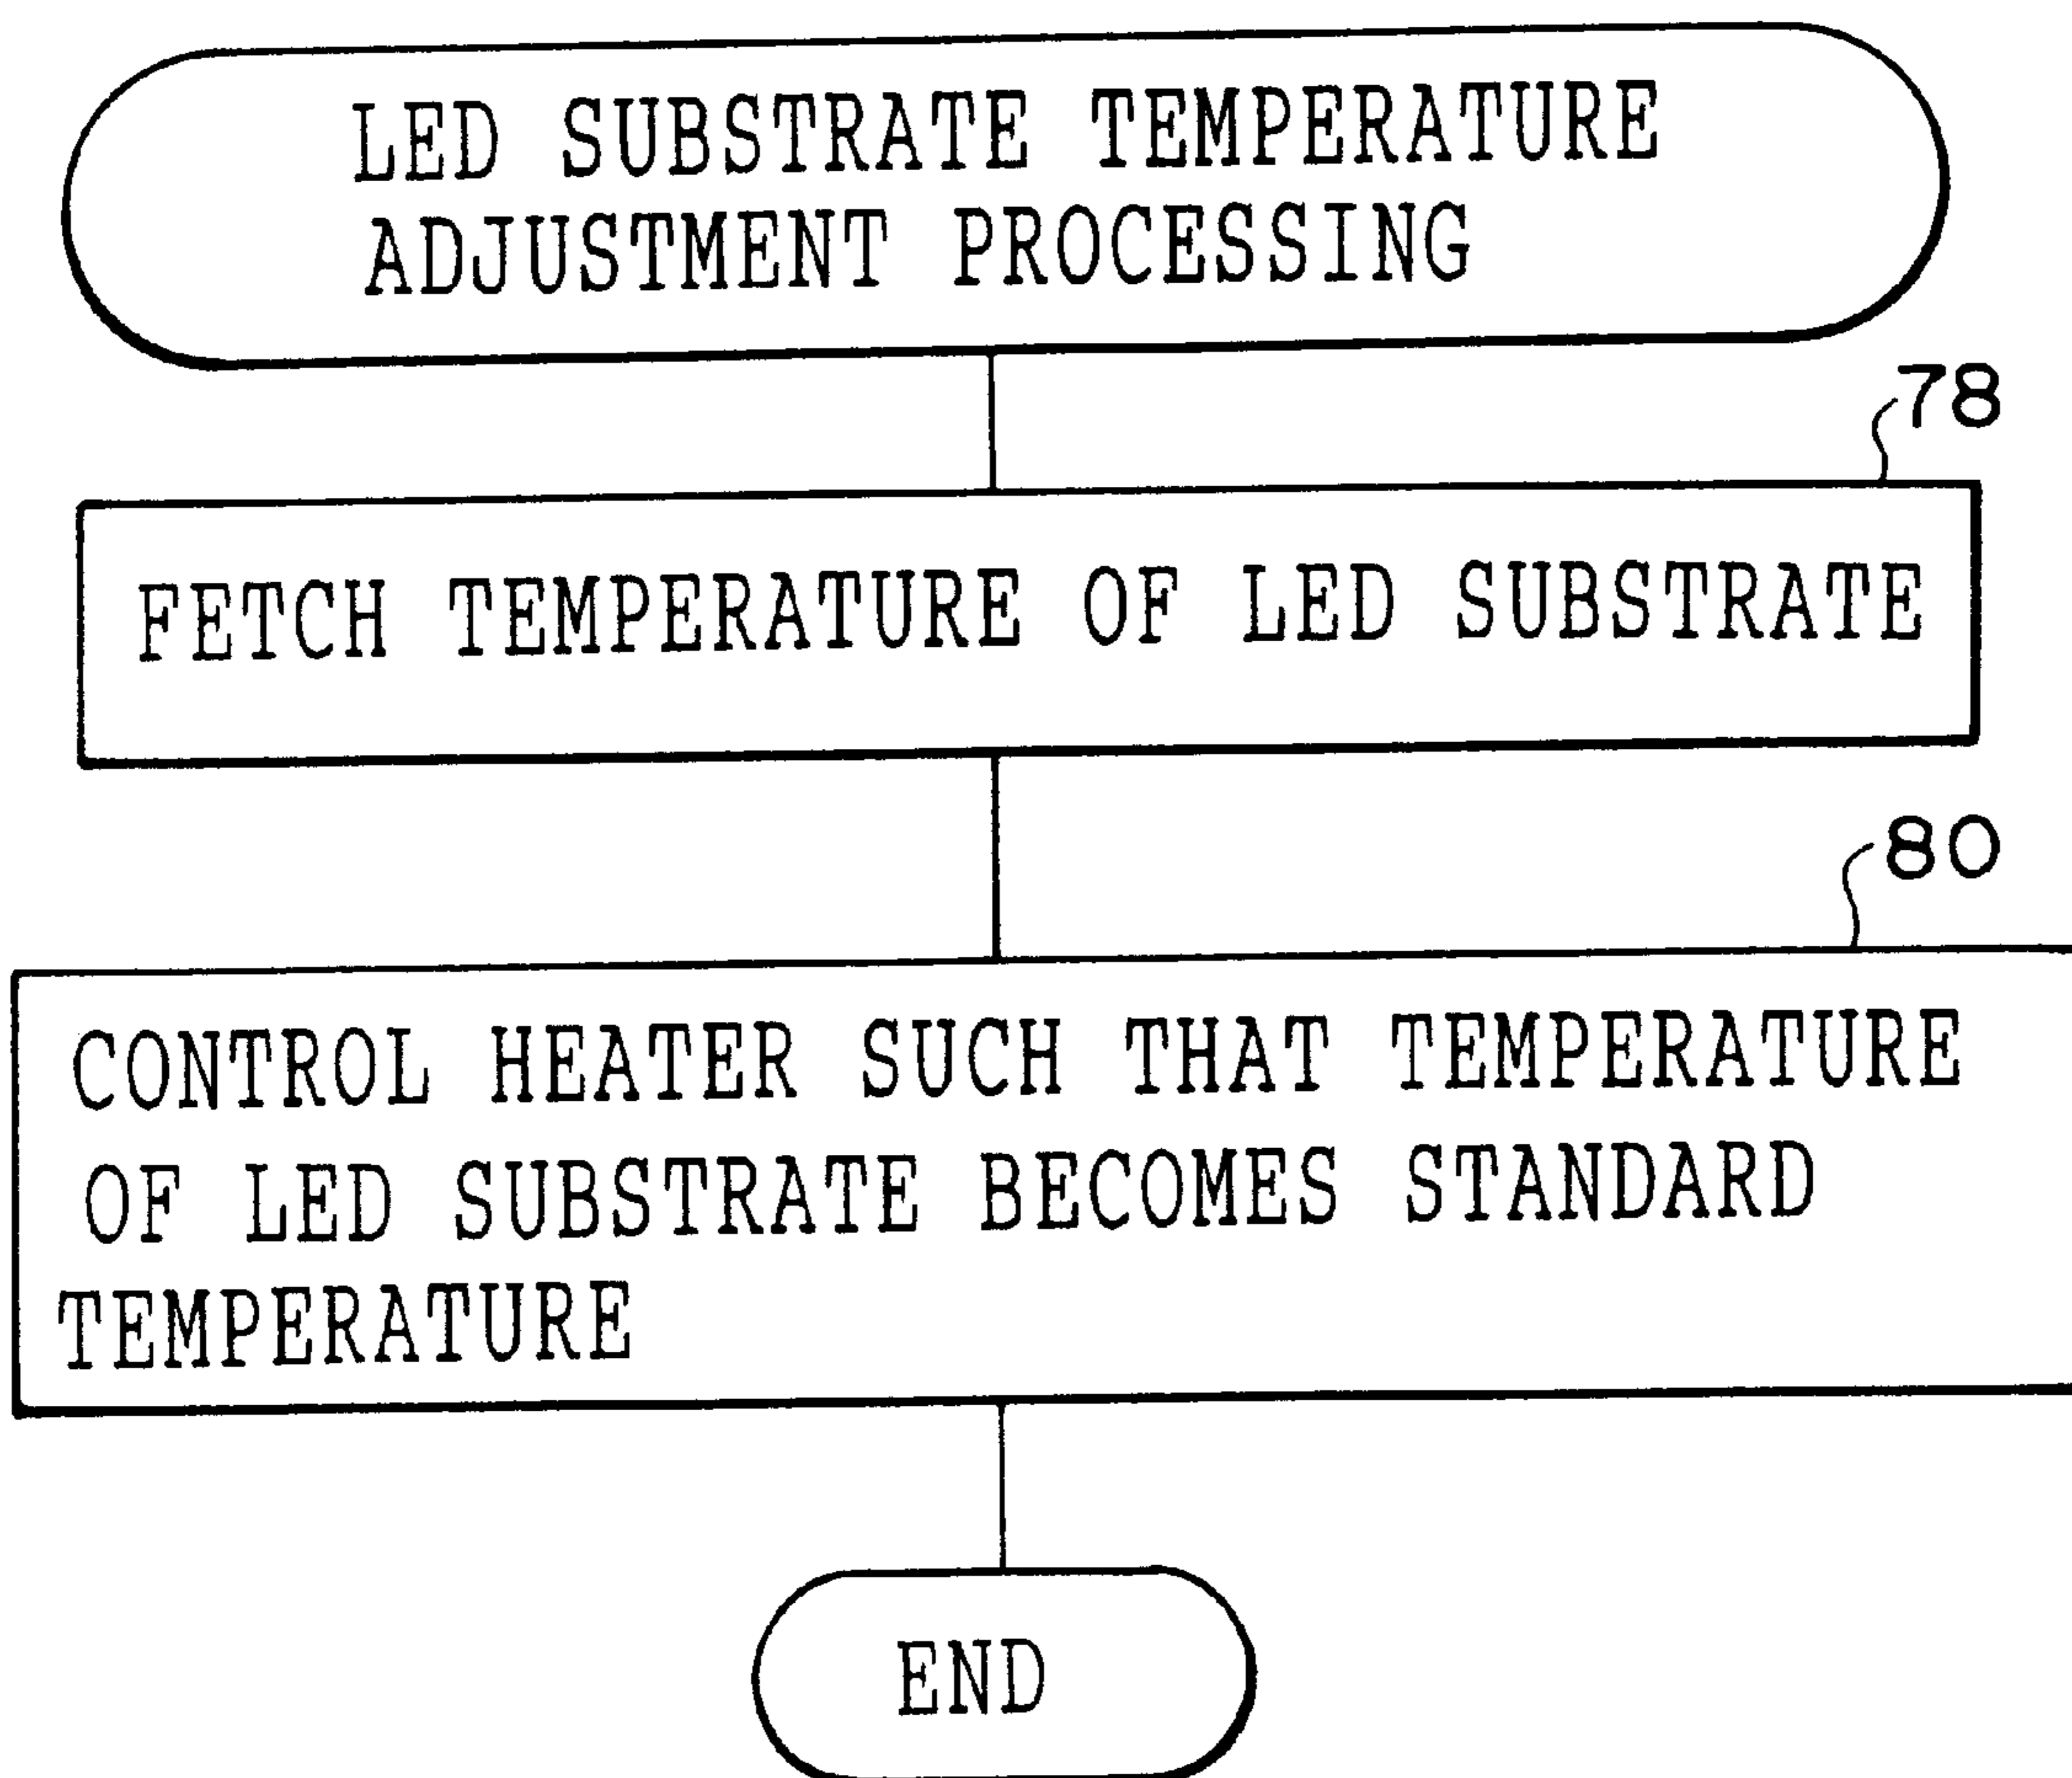 LED SUBSTRATE TEMPERATURE
ADJUSTMENT PROCESSING
78
FETCH TEMPERATURE OF LED SUBSTRATE
80
CONTROL HEATER SUCH THAT TEMPERATURE
OF LED SUBSTRATE BECOMES STANDARD
TEMPERATURE
END